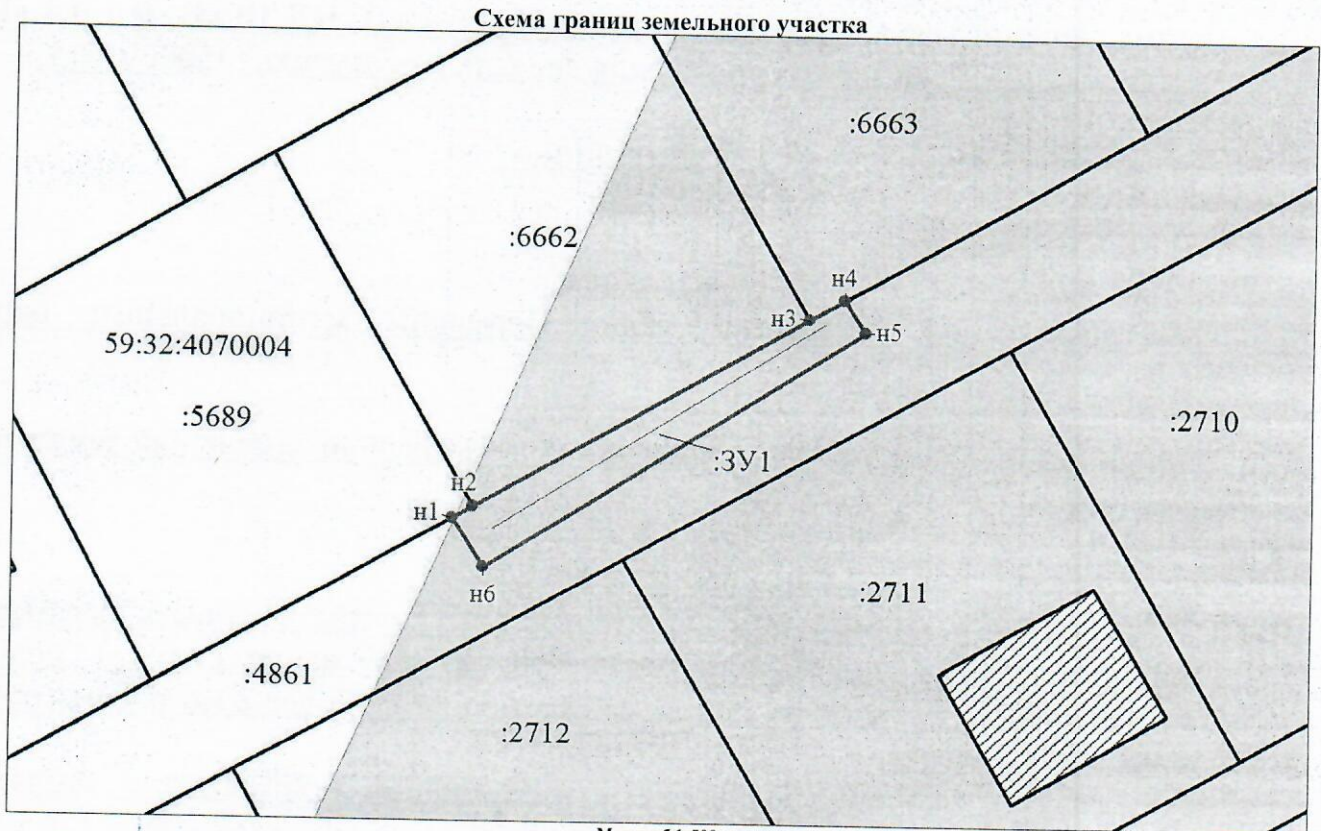 Схема границ земельного участка
:6663
:6662
н4
н3
н5
59:32:4070004
:5689
:2710
:ЗУ1
н2
н1
н6
:2711
:4861
:2712